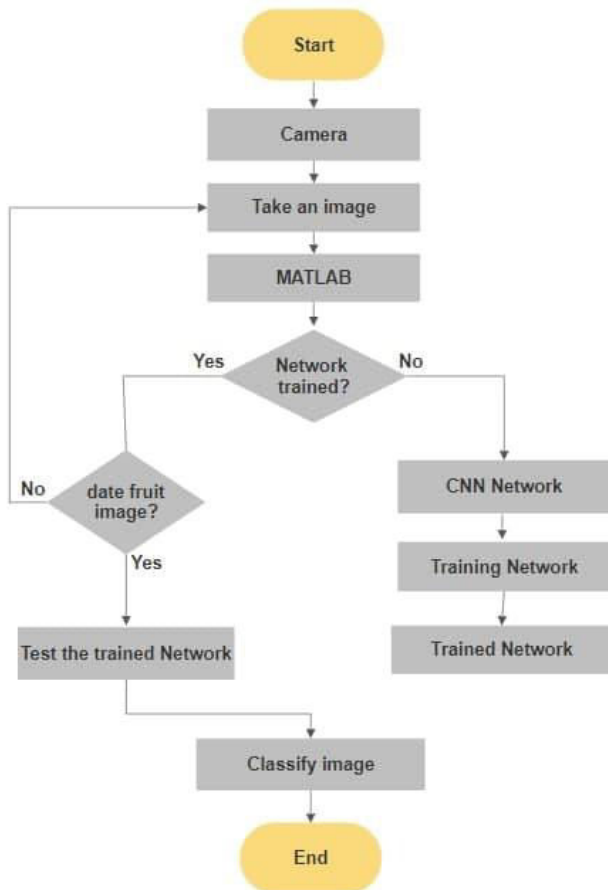 Start
Camera
Take an image
MATLAB
Yes
Network
trained?
No
No
date fruit
image?
Yes
CNN Network
Training Network
Trained Network
Test the trained Network
Classify image
End